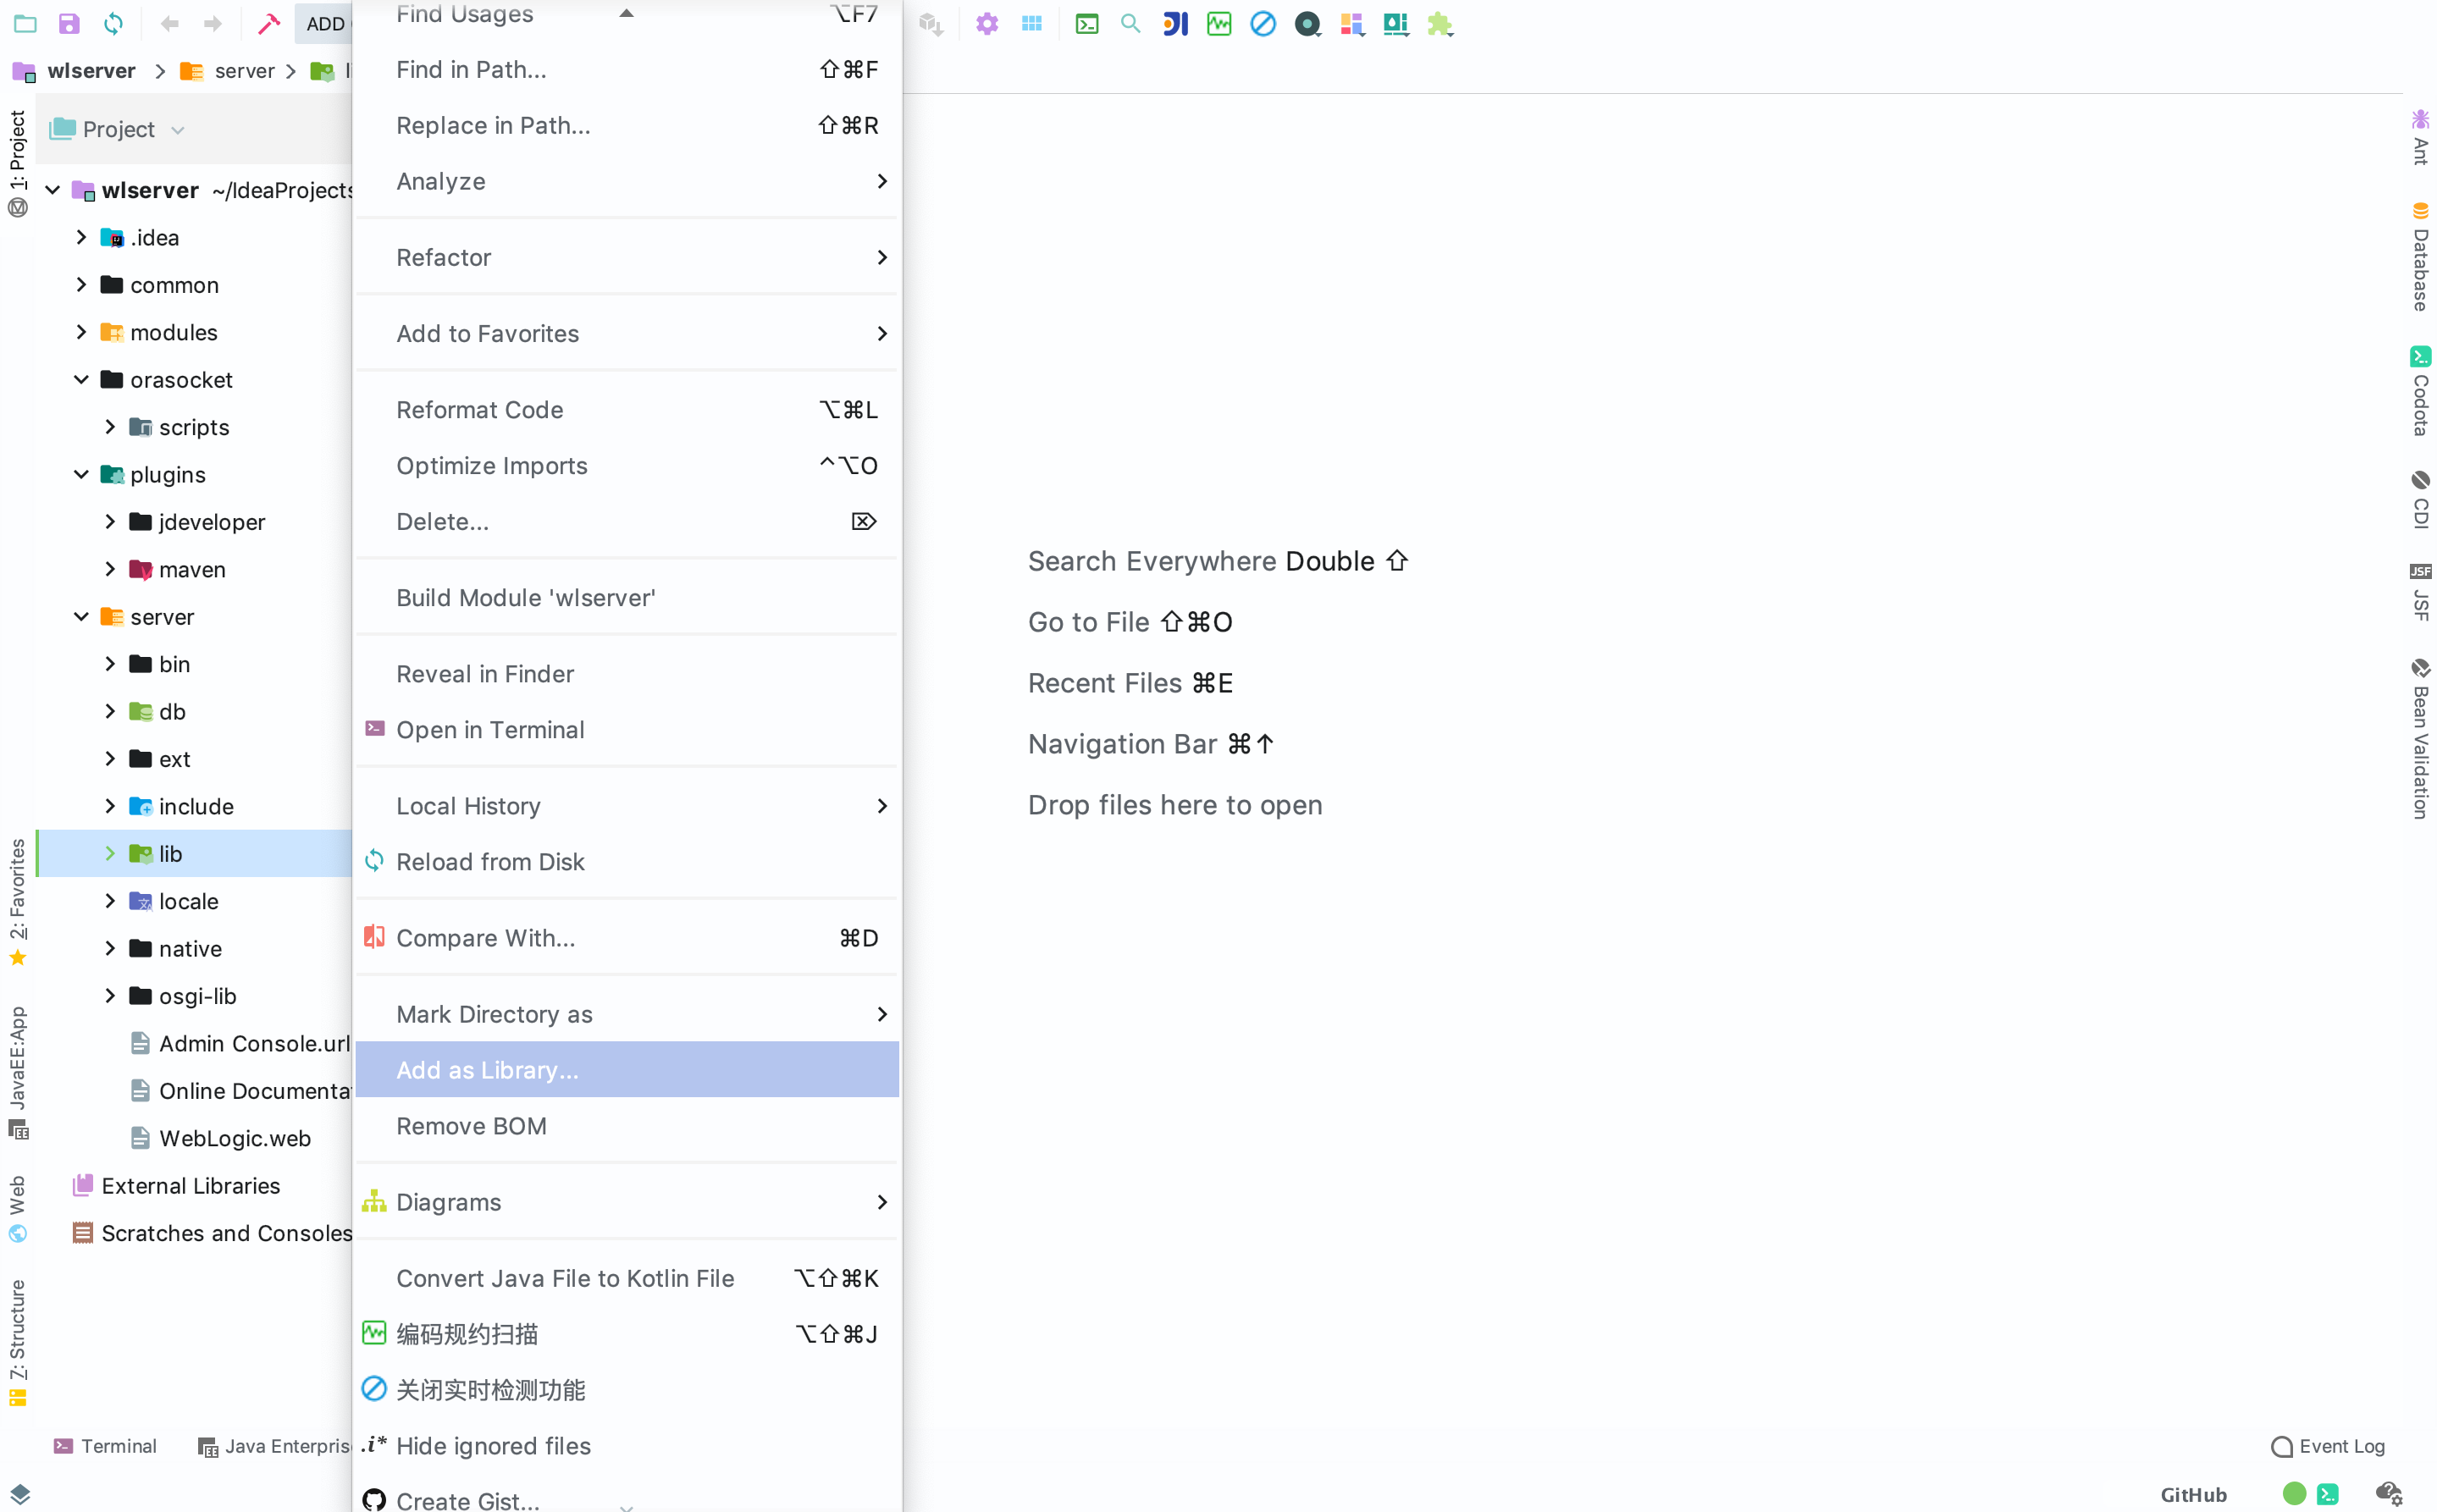 ADD
wlserver
server
Project
wlserver ~/IdeaProjects
.idea
common
modules
orasocket
scripts
plugins
jdeveloper
maven
server
bin
db
ext
include
lib
locale
native
osgi-lib
Admin Console.url
Online Documenta
WebLogic.web
External Libraries
Scratches and Consoles
1: Project
2: Favorites
JavaEE:App
Web
7: Structure
Find Usages ⌥F7
Find in Path... ⇧⌘F
Replace in Path... ⇧⌘R
Analyze
Refactor
Add to Favorites
Reformat Code ⌥⌘L
Optimize Imports ^⌥O
Delete... ⌦
Build Module 'wlserver'
Reveal in Finder
Open in Terminal
Local History
Reload from Disk
Compare With... ⌘D
Mark Directory as
Add as Library...
Remove BOM
Diagrams
Convert Java File to Kotlin File ⌥⇧⌘K
编码规约扫描 ⌥⇧⌘J
关闭实时检测功能
.i* Hide ignored files
Create Gist...
Search Everywhere Double ⇧
Go to File ⇧⌘O
Recent Files ⌘E
Navigation Bar ⌘↑
Drop files here to open
Ant
Database
Codota
CDI
JSF
JSF
Bean Validation
Terminal
Java Enterpris
Event Log
GitHub